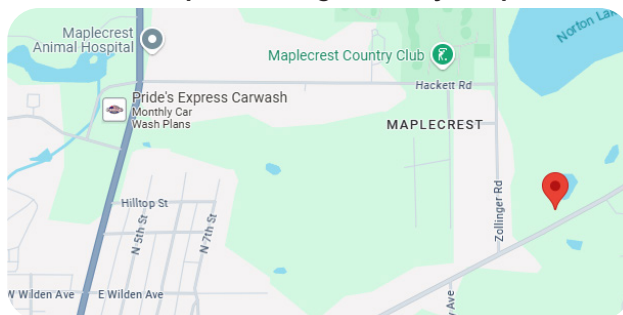 Maplecrest
Animal Hospital
Maplecrest Country Club
Norton Lake
Hackett Rd
Pride's Express Carwash
Monthly Car
Wash Plans
MAPLECREST
Hilltop St
N 5th St
N 7th St
Zollinger Rd
W Wilden Ave
E Wilden Ave
Ave